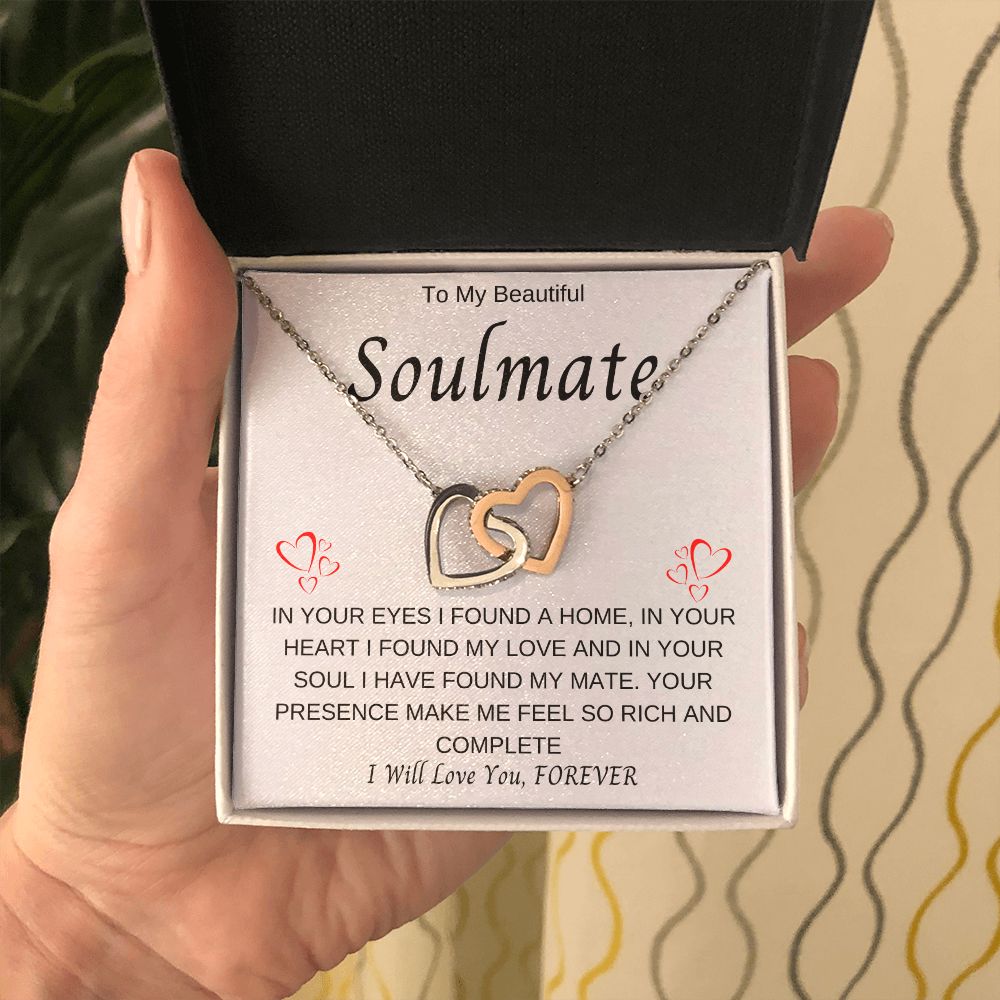 To My Beautiful
Soulmate
IN YOUR EYES I FOUND A HOME, IN YOUR
HEART I FOUND MY LOVE AND IN YOUR
SOUL I HAVE FOUND MY MATE. YOUR
PRESENCE MAKE ME FEEL SO RICH AND
COMPLETE
I Will Love You, FOREVER